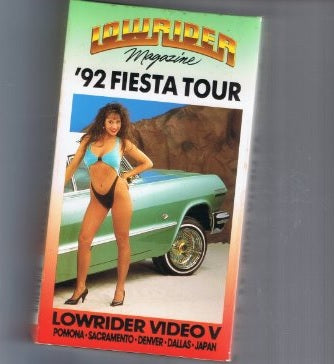 LOWRIDER
Magazine
'92 FIESTA TOUR
LOWRIDER VIDEO V
POMONA • SACRAMENTO • DENVER • DALLAS • JAPAN